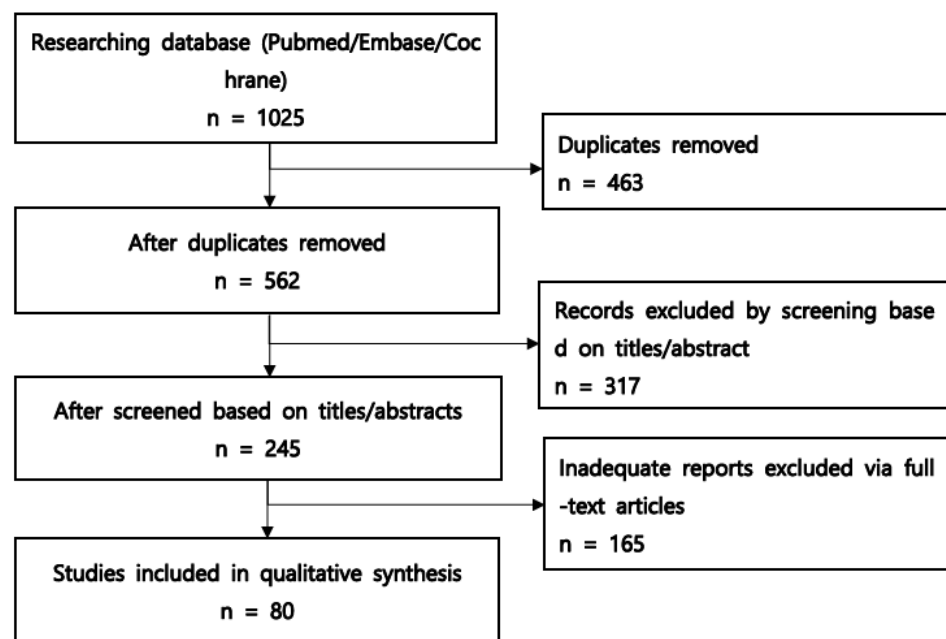 Researching database (Pubmed/Embase/Coc
hrane)
n = 1025
Duplicates removed
n = 463
After duplicates removed
n = 562
Records excluded by screening base
d on titles/abstract
n = 317
After screened based on titles/abstracts
n = 245
Inadequate reports excluded via full
-text articles
n = 165
Studies included in qualitative synthesis
n = 80